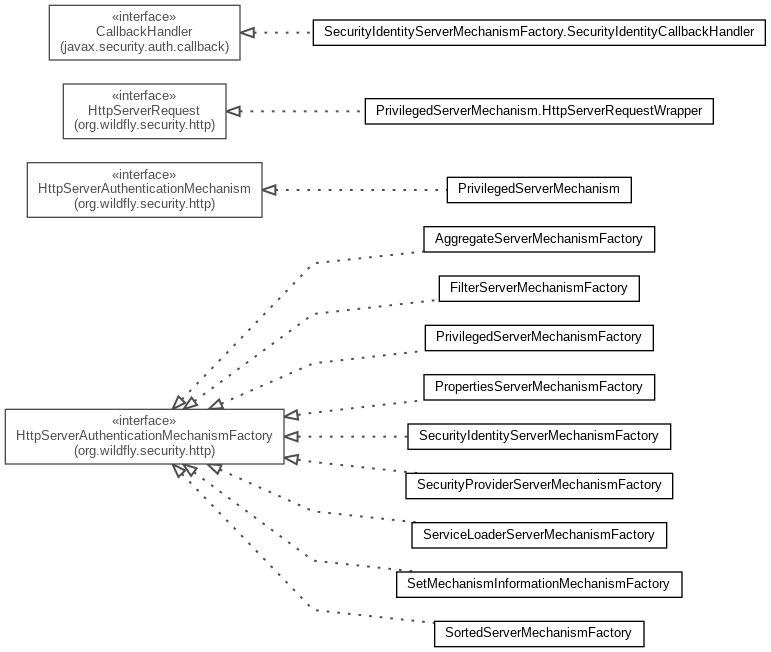 «interface»
CallbackHandler
(javax.security.auth.callback)
SecurityIdentityServerMechanismFactory.SecurityIdentityCallbackHandler
«interface»
HttpServerRequest
(org.wildfly.security.http)
PrivilegedServerMechanism.HttpServerRequestWrapper
«interface»
HttpServerAuthenticationMechanism
(org.wildfly.security.http)
PrivilegedServerMechanism
AggregateServerMechanismFactory
FilterServerMechanismFactory
PrivilegedServerMechanismFactory
PropertiesServerMechanismFactory
«interface»
HttpServerAuthenticationMechanismFactory
(org.wildfly.security.http)
SecurityIdentityServerMechanismFactory
SecurityProviderServerMechanismFactory
ServiceLoaderServerMechanismFactory
SetMechanismInformationMechanismFactory
SortedServerMechanismFactory